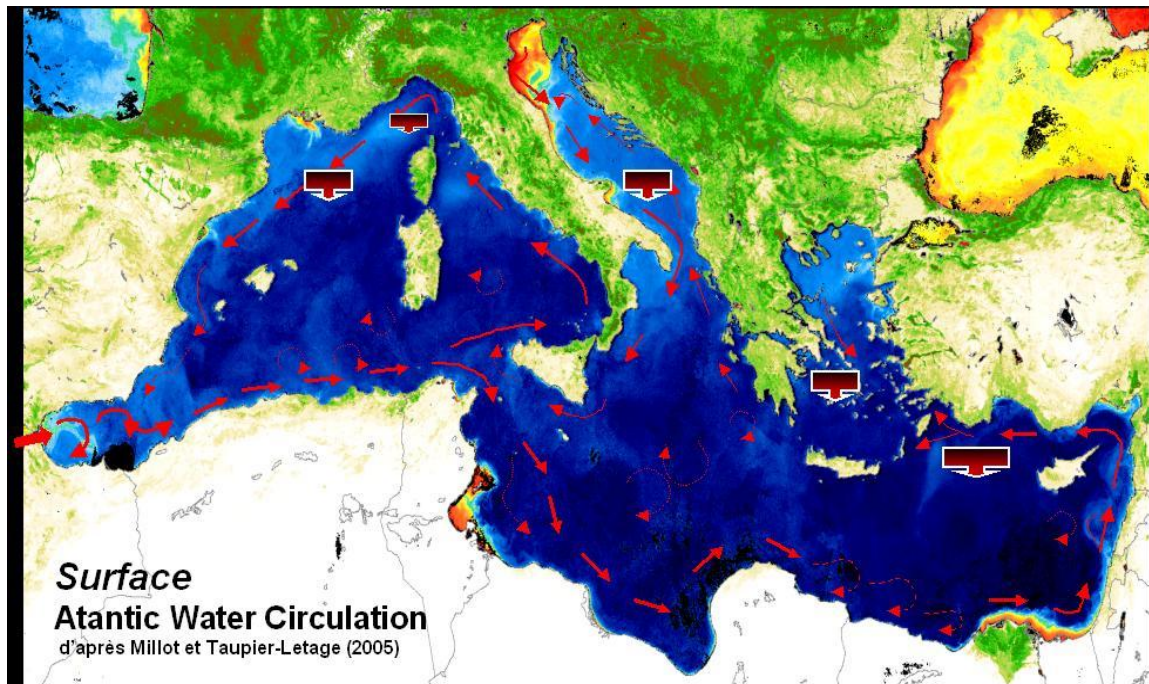 Surface
Atantic Water Circulation
d'après Millot et Taupier-Letage (2005)